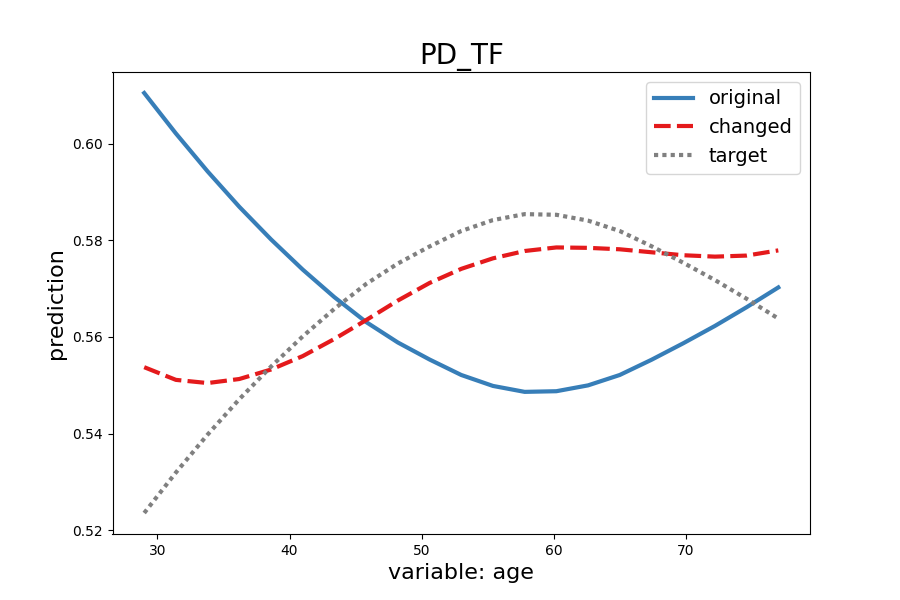 PD_TF
original
changed
target
prediction
0.60
0.58
0.56
0.54
0.52
30 40 50 60 70
variable: age